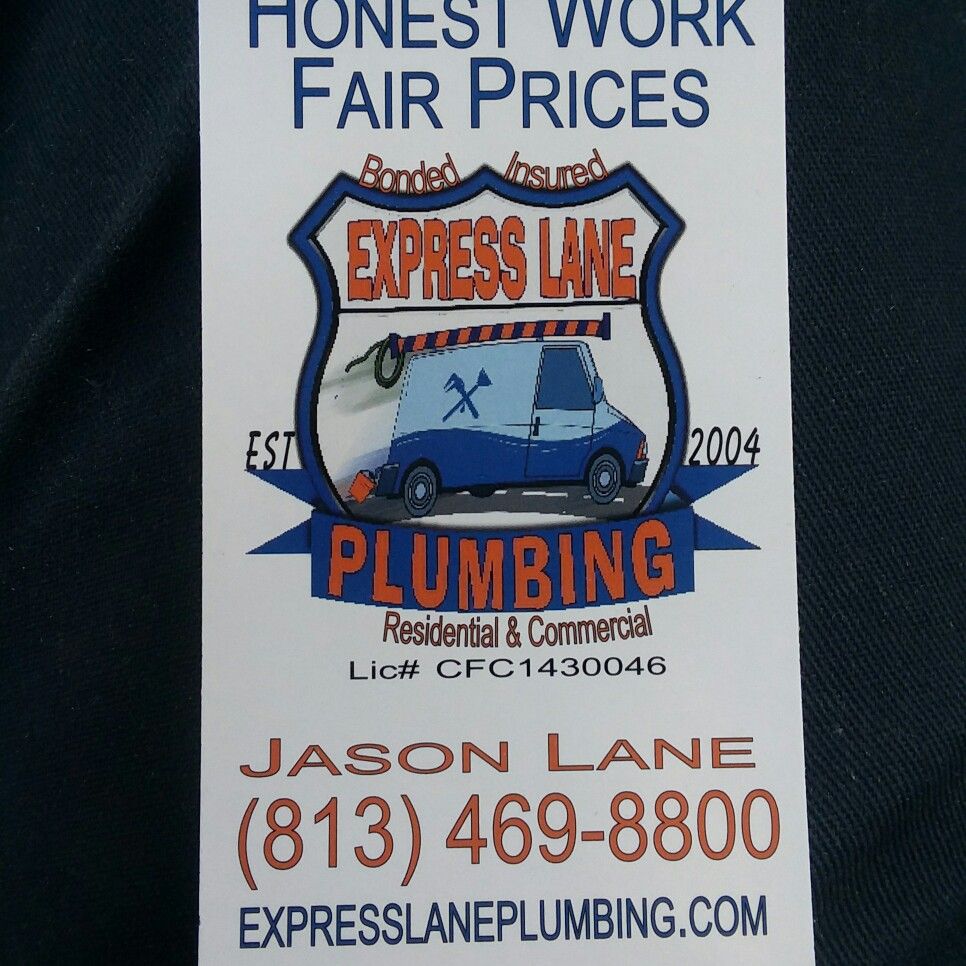 HONEST WORK
FAIR PRICES
Bonded Insured
EXPRESS LANE
EST 2004
PLUMBING
Residential & Commercial
Lic# CFC1430046
JASON LANE
(813) 469-8800
EXPRESSLANEPLUMBING.COM